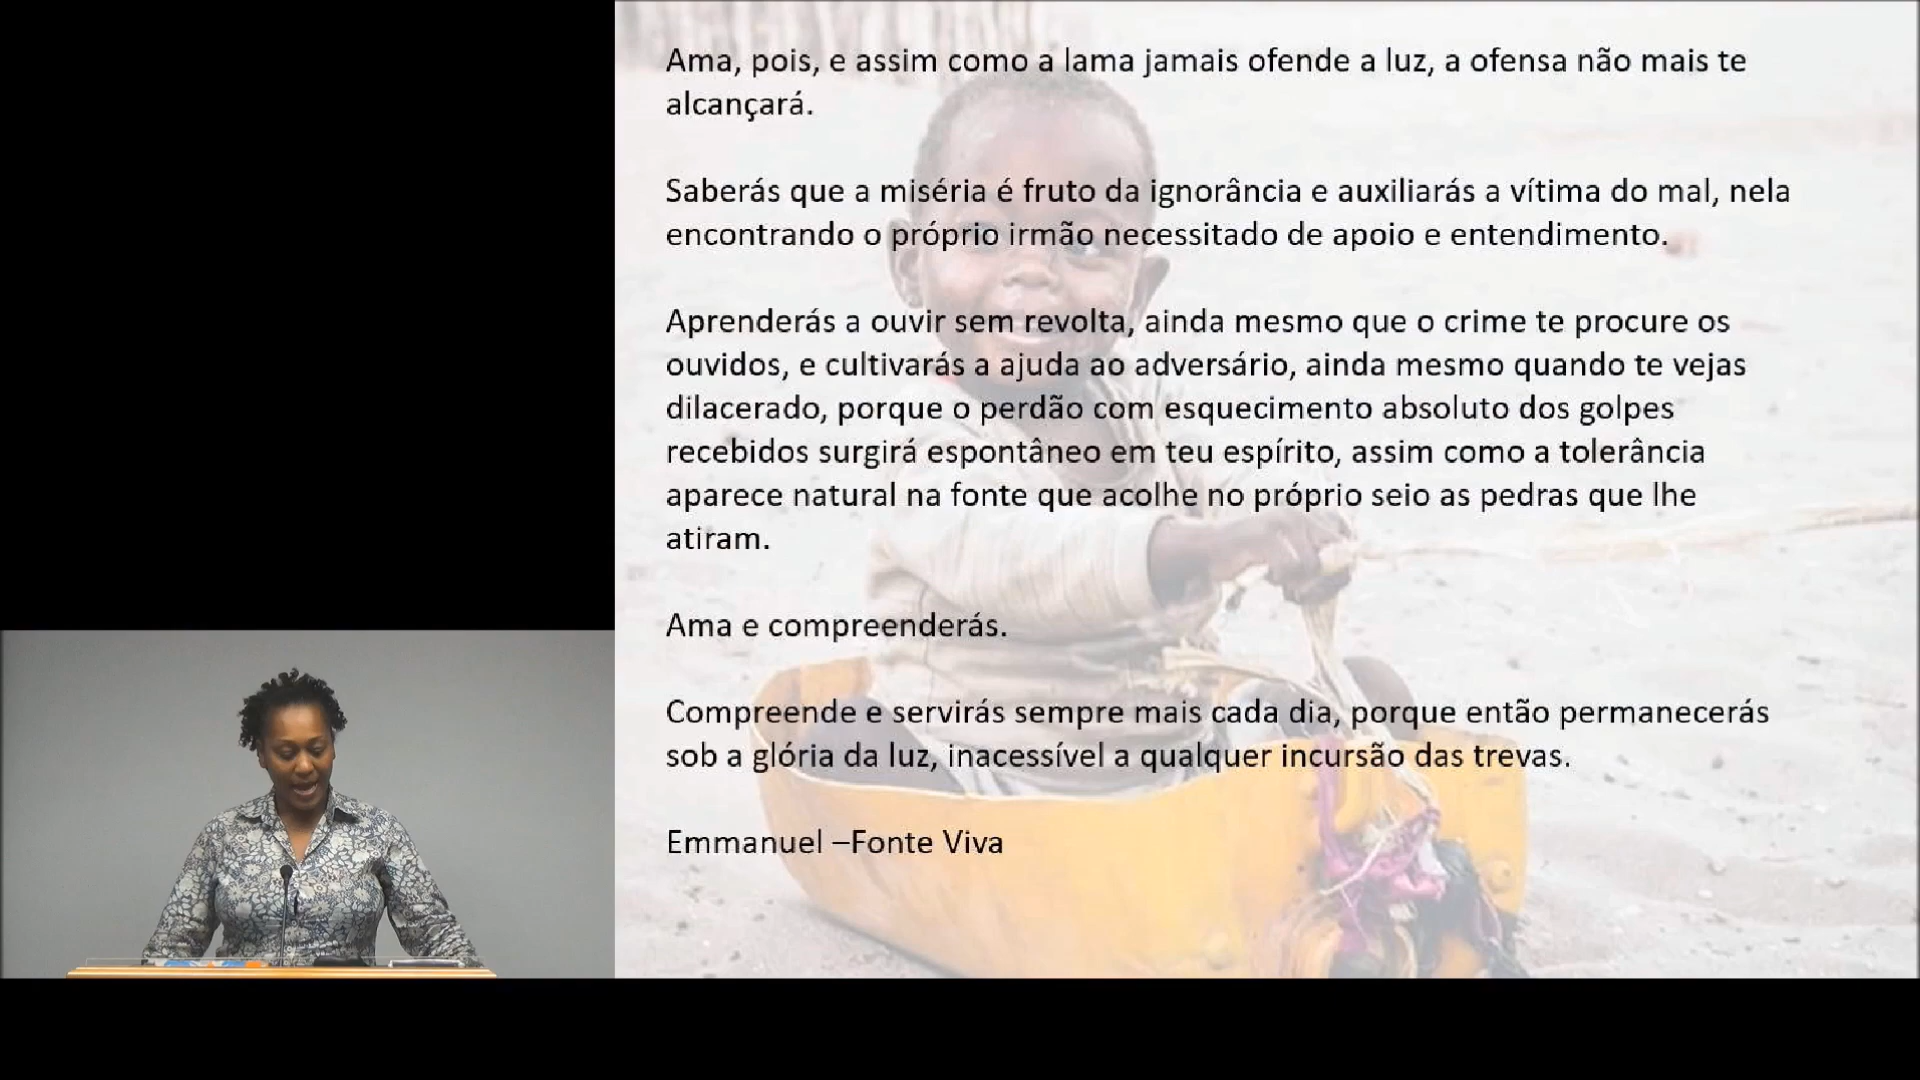 Ama, pois, e assim como a lama jamais ofende a luz, a ofensa não mais te
alcançará.
Saberás que a miséria é fruto da ignorância e auxiliarás a vítima do mal, nela
encontrando o próprio irmão necessitado de apoio e entendimento.
Aprenderás a ouvir sem revolta, ainda mesmo que o crime te procure os
ouvidos, e cultivarás a ajuda ao adversário, ainda mesmo quando te vejas
dilacerado, porque o perdão com esquecimento absoluto dos golpes
recebidos surgirá espontâneo em teu espírito, assim como a tolerância
aparece natural na fonte que acolhe no próprio seio as pedras que lhe
atiram.
Ama e compreenderás.
Compreende e servirás sempre mais cada dia, porque então permanecerás
sob a glória da luz, inacessível a qualquer incursão das trevas.
Emmanuel –Fonte Viva